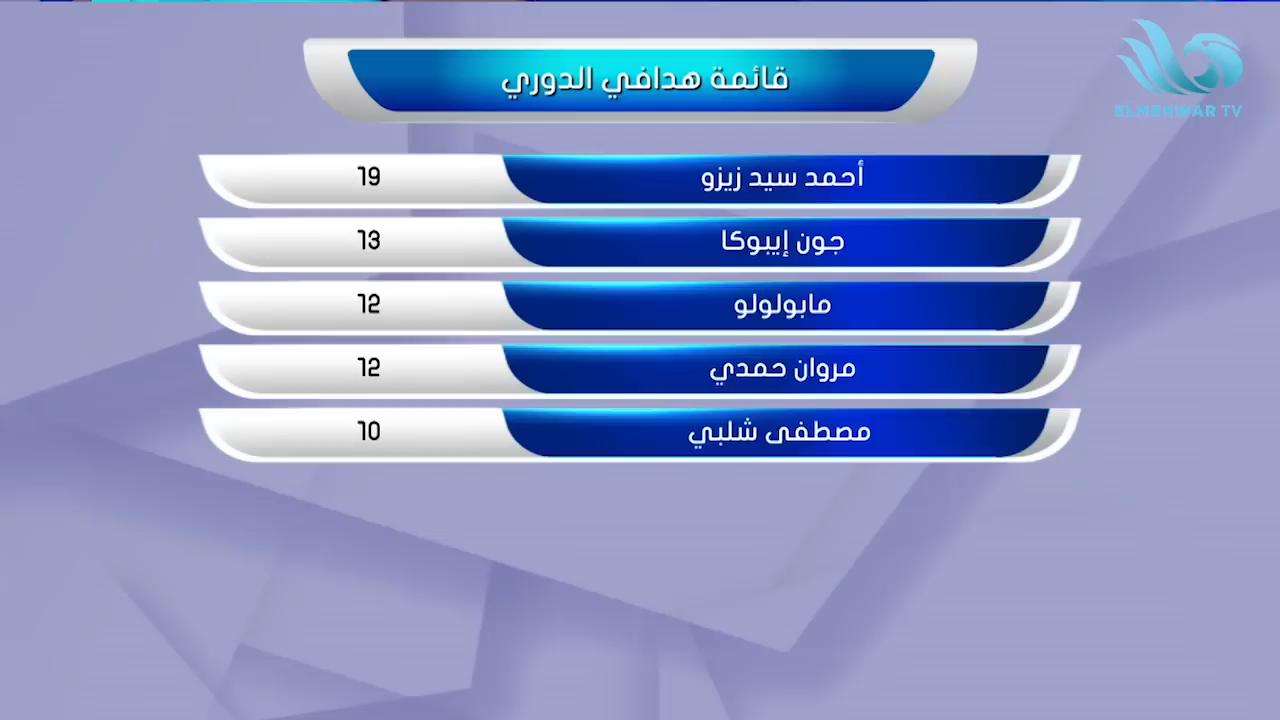 قائمة هدافي الدوري
ELMEHWAR TV
أحمد سيد زيزو 19
جون إيبوكا 13
مابولولو 12
مروان حمدي 12
مصطفى شلبي 10